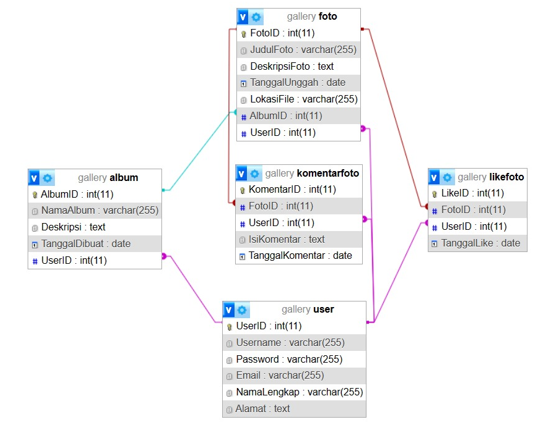 gallery foto
FotoID : int(11)
JudulFoto : varchar(255)
DeskripsiFoto : text
TanggalUnggah : date
LokasiFile : varchar(255)
AlbumID : int(11)
UserID : int(11)
gallery album
AlbumID : int(11)
NamaAlbum : varchar(255)
Deskripsi : text
TanggalDibuat : date
UserID : int(11)
gallery komentarfoto
KomentarID : int(11)
FotoID : int(11)
UserID : int(11)
IsiKomentar : text
TanggalKomentar : date
gallery likefoto
LikeID : int(11)
FotoID : int(11)
UserID : int(11)
TanggalLike : date
gallery user
UserID : int(11)
Username : varchar(255)
Password : varchar(255)
Email : varchar(255)
NamaLengkap : varchar(255)
Alamat : text